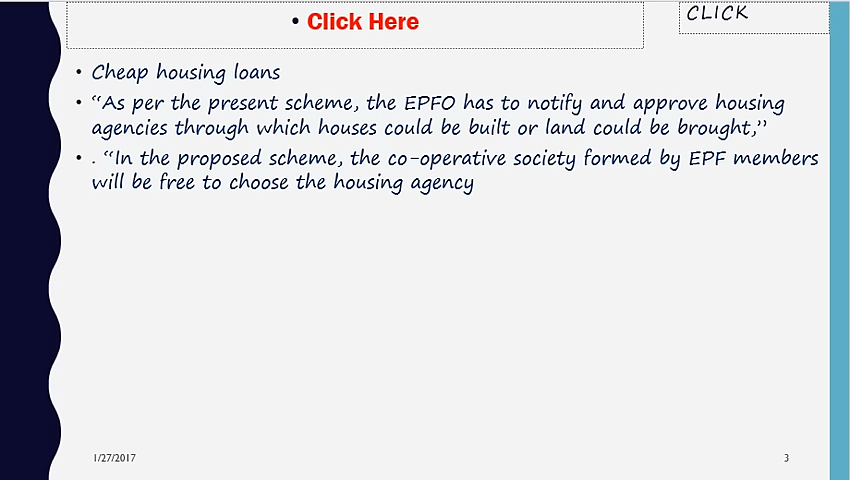 • Click Here
CLICK
• Cheap housing loans
• “As per the present scheme, the EPFO has to notify and approve housing
agencies through which houses could be built or land could be brought,”
• . “In the proposed scheme, the co-operative society formed by EPF members
will be free to choose the housing agency
1/27/2017
3